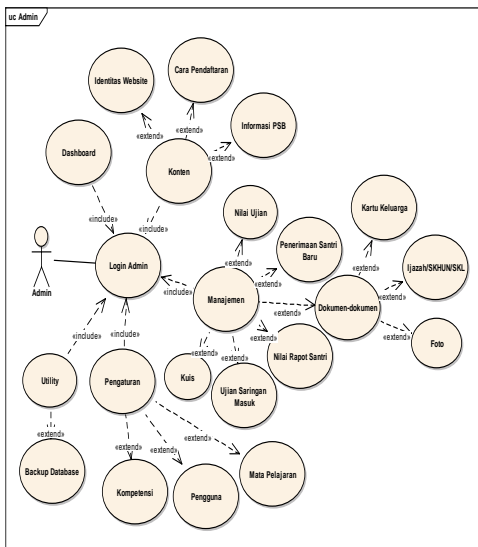 uc Admin
Identitas Website
Cara Pendaftaran
«extend»
«extend»
Informasi PSB
«extend»
Dashboard
Konten
«include»
«include»
Nilai Ujian
Kartu Keluarga
Admin
Login Admin
«extend»
Penerimaan Santri
Baru
«extend»
«extend»
Ijazah/SKHUN/SKL
«extend»
«include»
Manajemen
«extend»
Dokumen-dokumen
«extend»
Foto
«include»
«include»
«extend»
Nilai Rapot Santri
«extend»
«extend»
Utility
Pengaturan
Kuis
Ujian Saringan
Masuk
«extend»
«extend»
«extend»
«extend»
Backup Database
Kompetensi
Pengguna
Mata Pelajaran